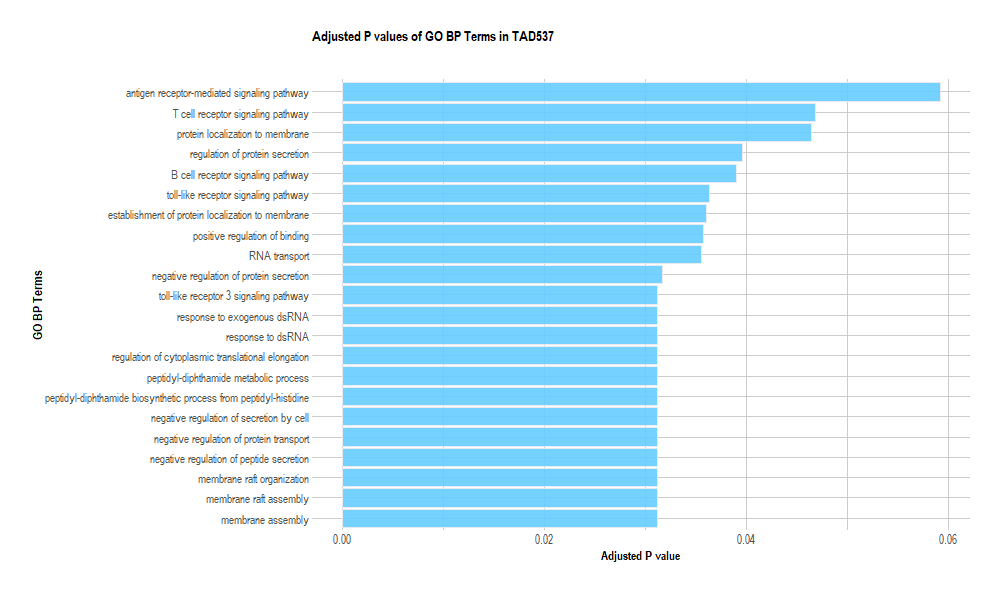 Adjusted P values of GO BP Terms in TAD537
antigen receptor-mediated signaling pathway
T cell receptor signaling pathway
protein localization to membrane
regulation of protein secretion
B cell receptor signaling pathway
toll-like receptor signaling pathway
establishment of protein localization to membrane
positive regulation of binding
RNA transport
negative regulation of protein secretion
toll-like receptor 3 signaling pathway
response to exogenous dsRNA
response to dsRNA
regulation of cytoplasmic translational elongation
peptidyl-diphthamide metabolic process
peptidyl-diphthamide biosynthetic process from peptidyl-histidine
negative regulation of secretion by cell
negative regulation of protein transport
negative regulation of peptide secretion
membrane raft organization
membrane raft assembly
membrane assembly
GO BP Terms
0.00 0.02 0.04 0.06
Adjusted P value